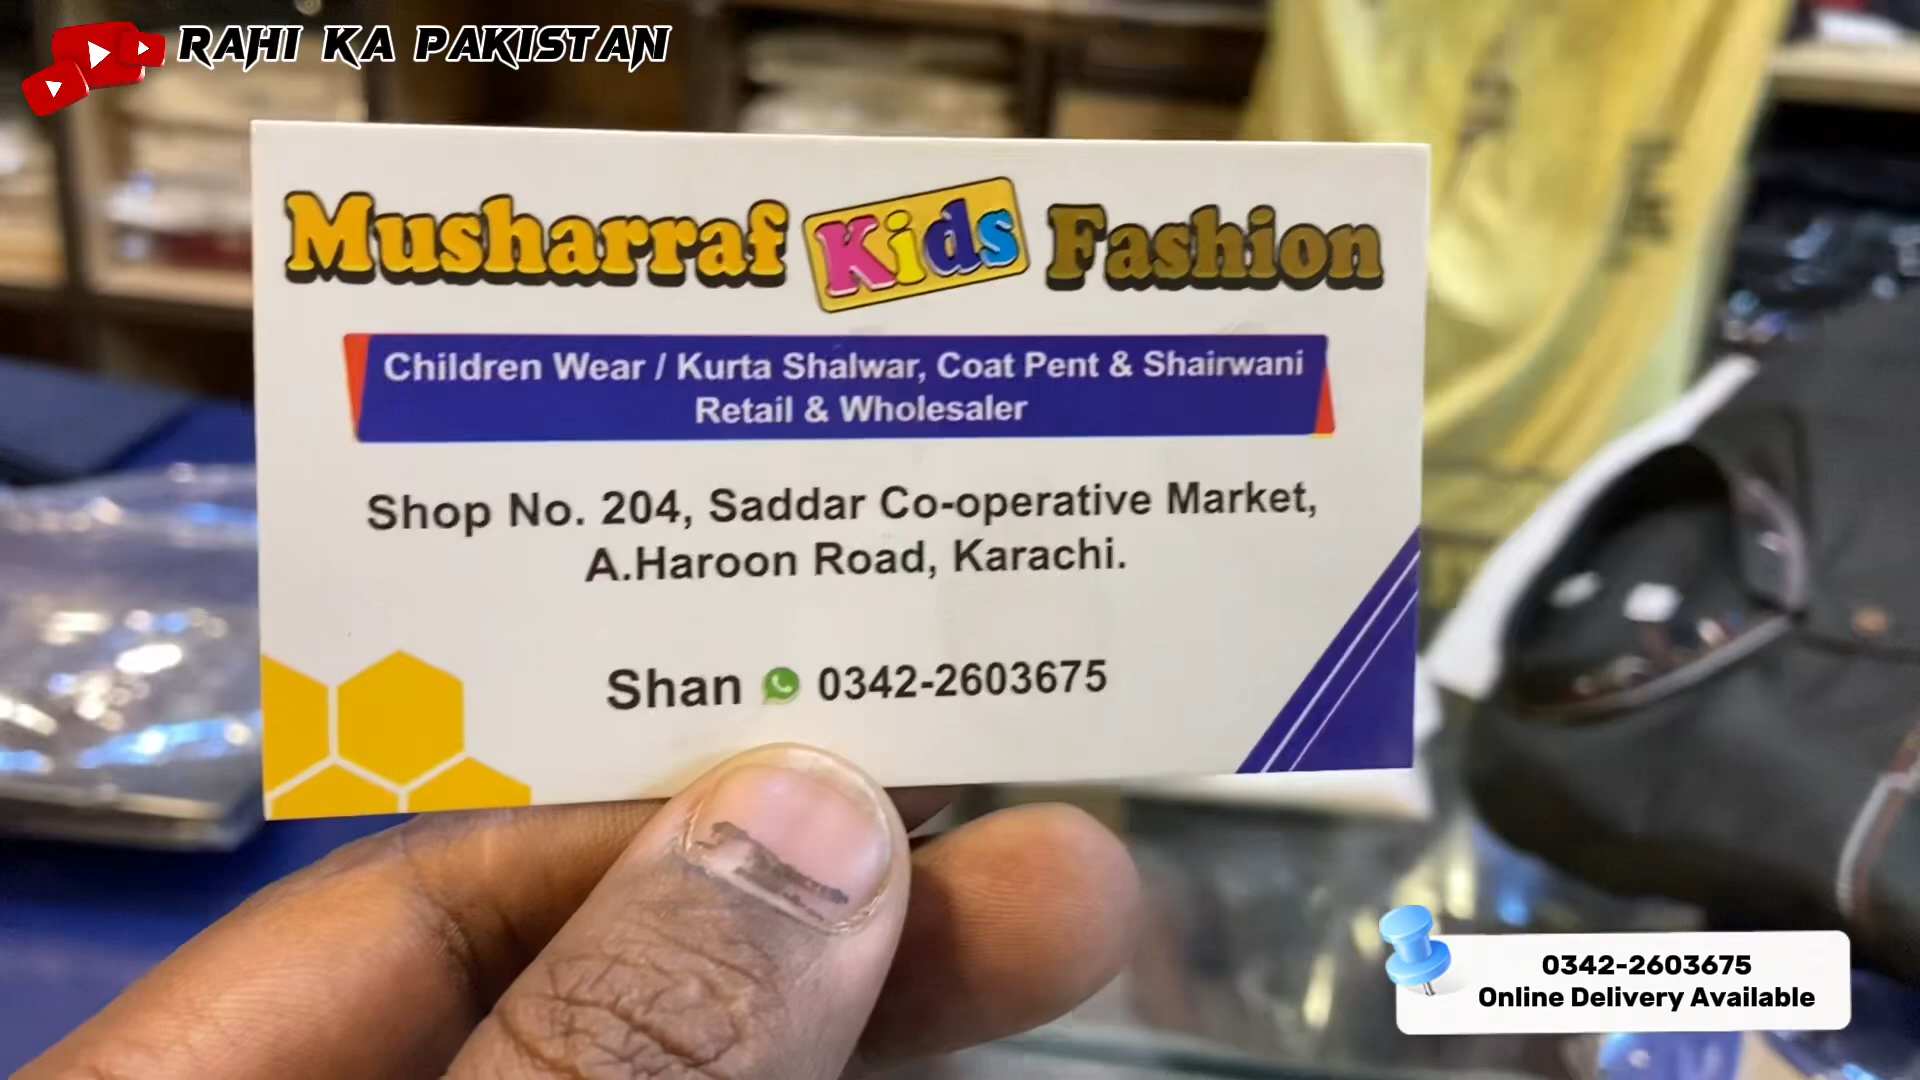 RAHI KA PAKISTAN
Musharraf Kids Fashion
Children Wear / Kurta Shalwar, Coat Pent & Shairwani
Retail & Wholesaler
Shop No. 204, Saddar Co-operative Market,
A.Haroon Road, Karachi.
Shan 0342-2603675
0342-2603675
Online Delivery Available